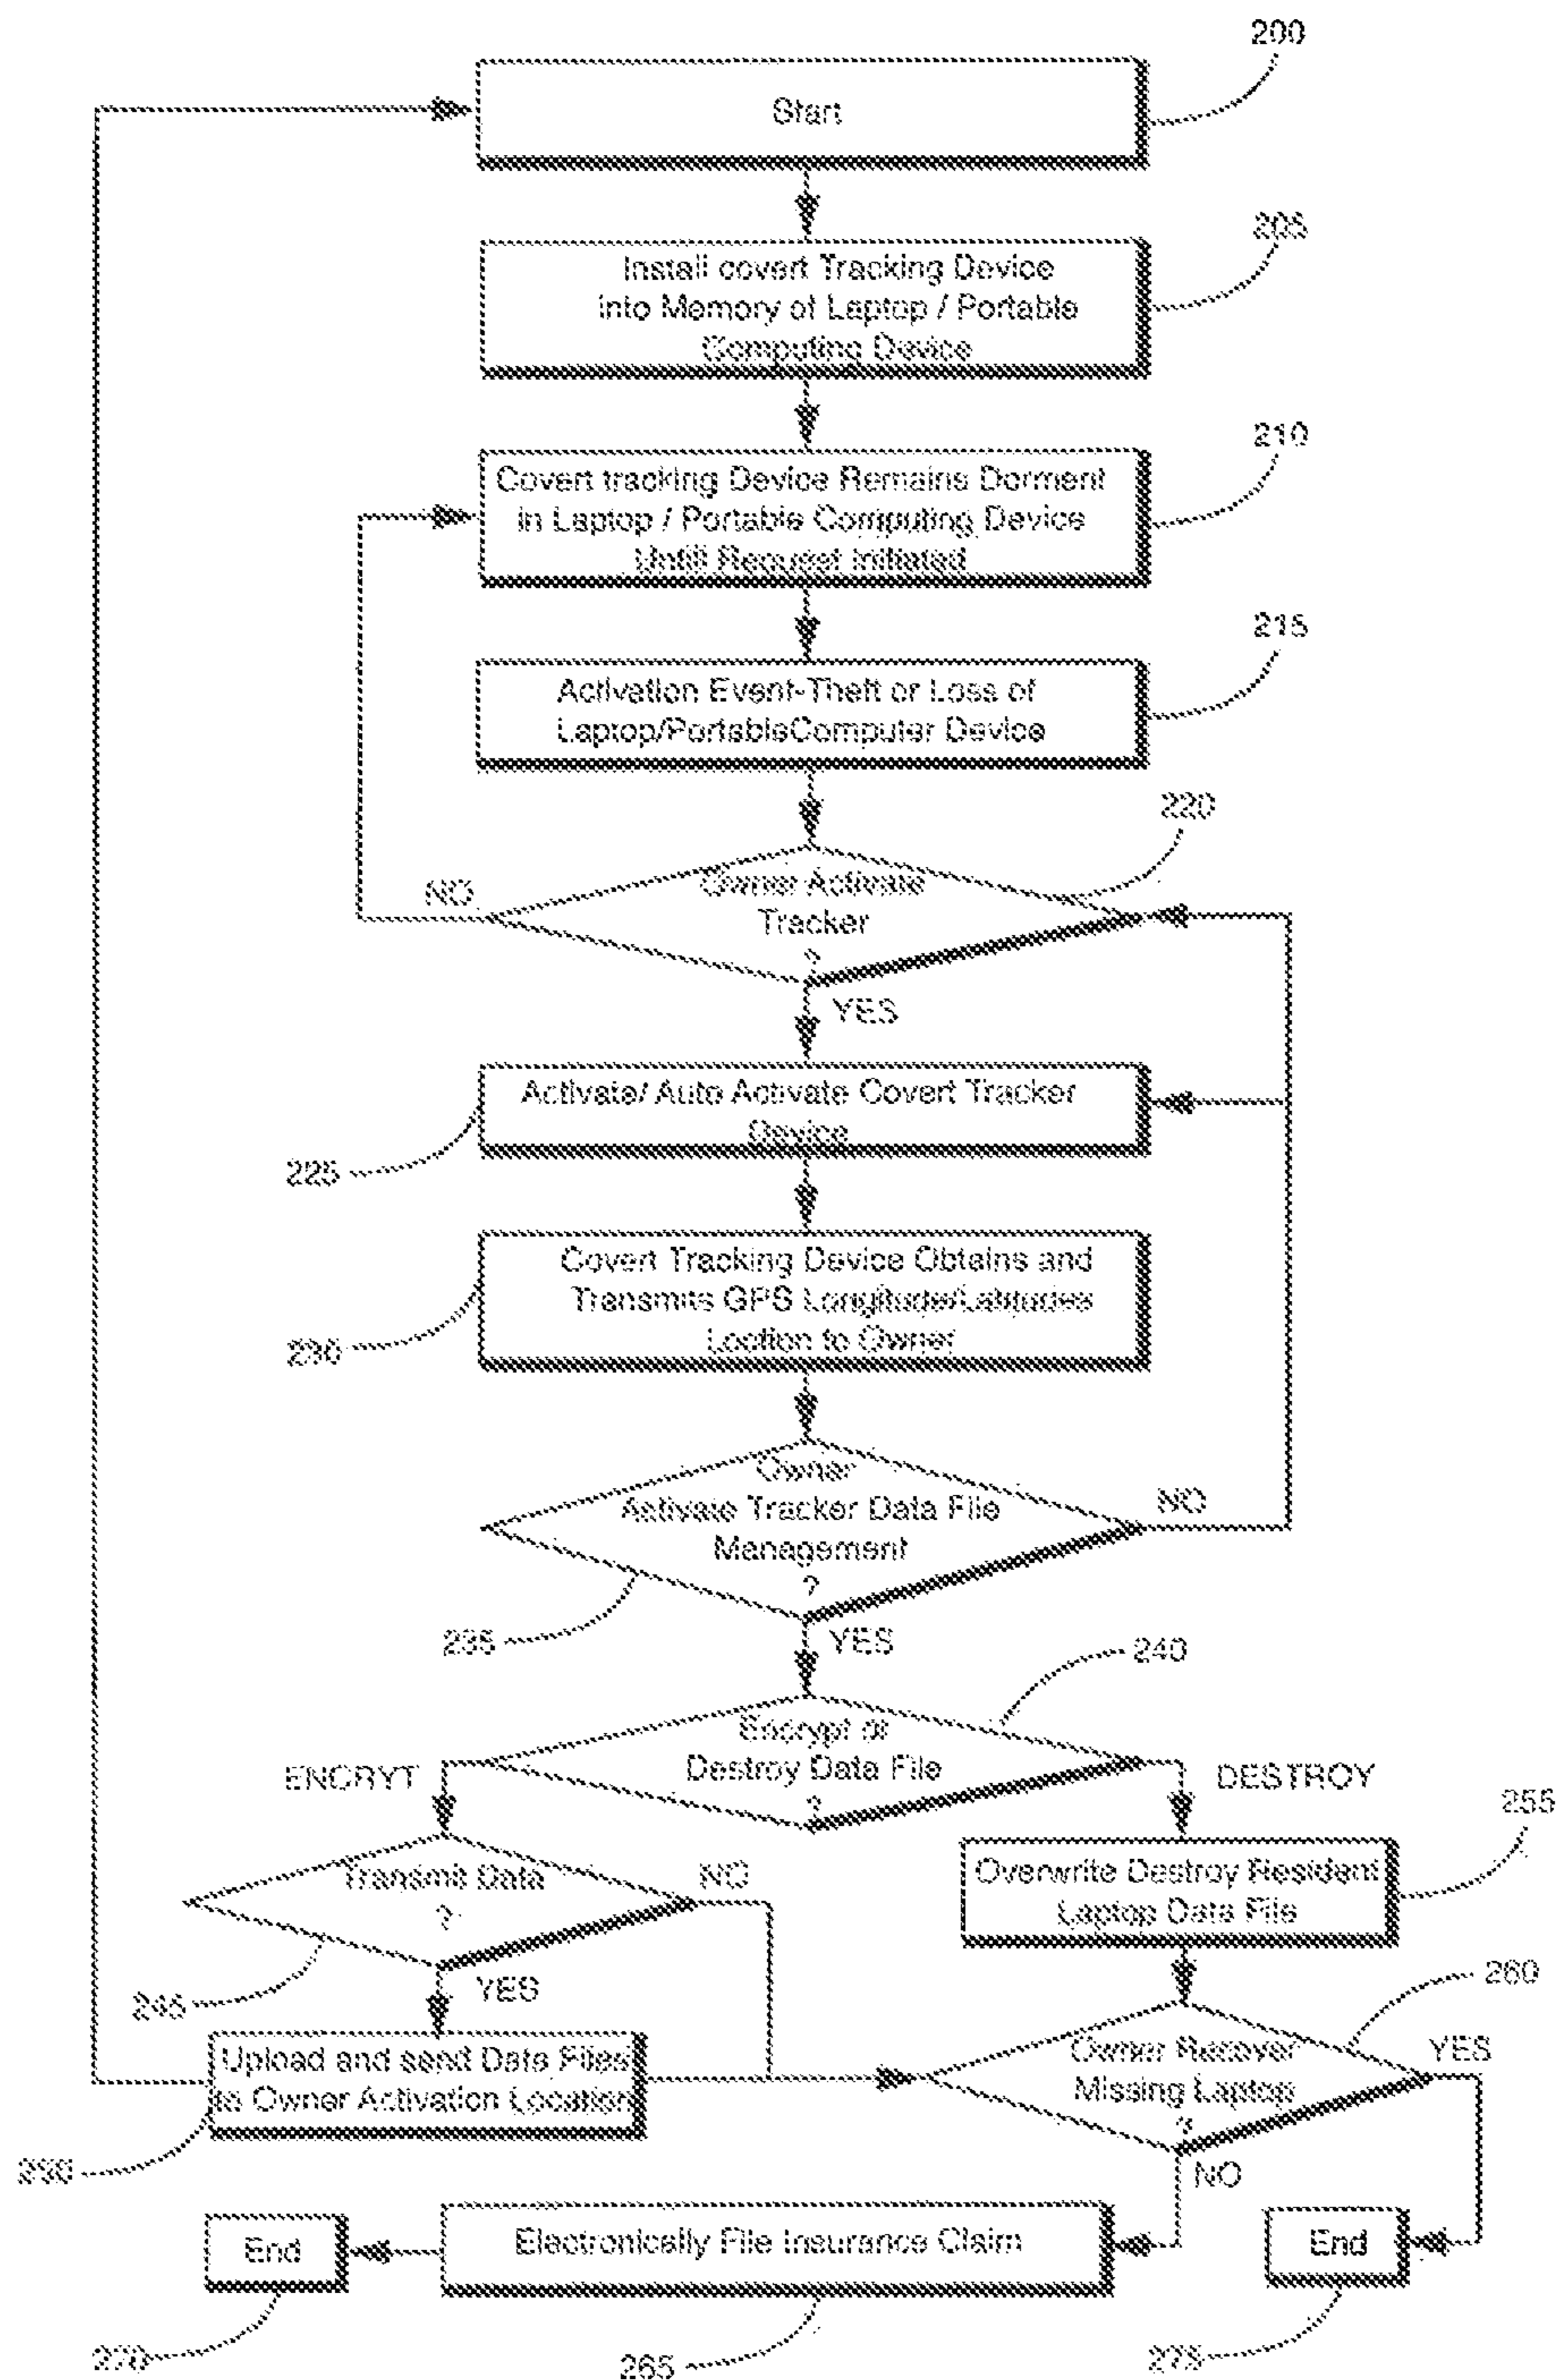 200
Start
205
Install covert Tracking Device
into Memory of Laptop / Portable
Computing Device
210
Covert tracking Device Remains Dorment
in Laptop / Portable Computing Device
Untill Request Initiated
215
Activation Event-Theft or Loss of
Laptop/PortableComputer Device
220
Owner Activate
Tracker
?
NO
YES
Activate/ Auto Activate Covert Tracker
Device
225
Covert Tracking Device Obtains and
Transmits GPS Longitude/Latitudes
Loction to Owner
230
Owner
Activate Tracker Data File
Management
?
NO
235
YES
240
Encrypt or
Destroy Data File
?
ENCRYT
DESTROY
255
Transmit Data
?
NO
Overwrite Destroy Resident
Laptop Data File
245
YES
260
Upload and send Data Files
to Owner Activation Location
Owner Recover
Missing Laptop
?
YES
250
NO
End
Electronically File Insurance Claim
End
270
265
275